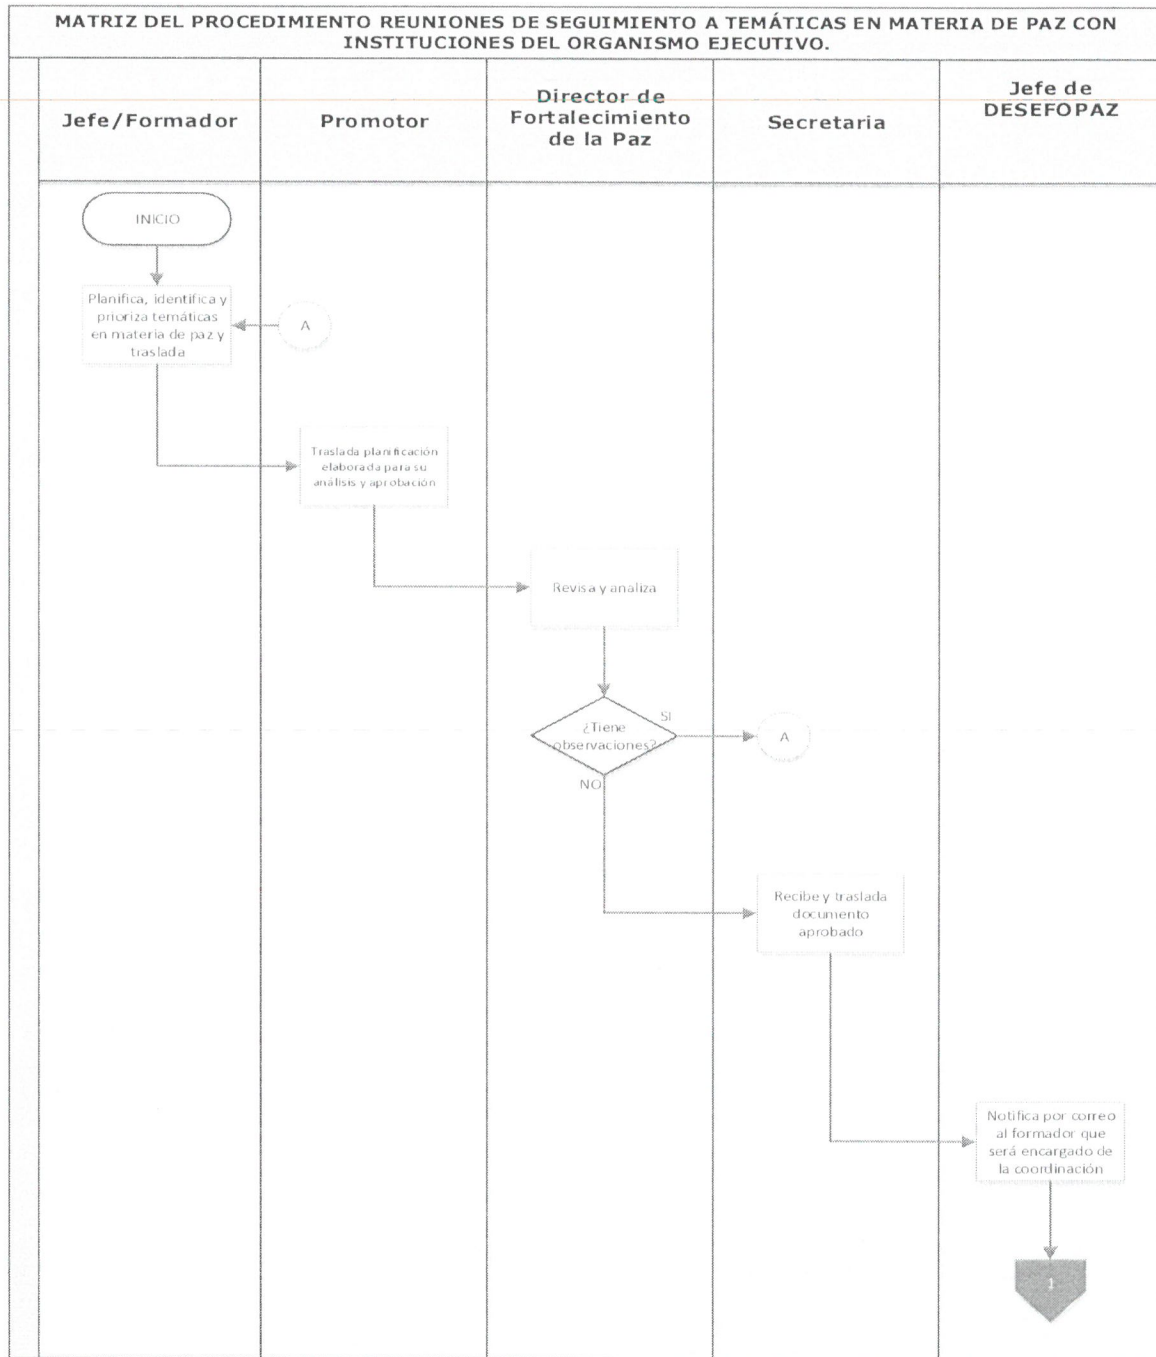 MATRIZ DEL PROCEDIMIENTO REUNIONES DE SEGUIMIENTO A TEMÁTICAS EN MATERIA DE PAZ CON
INSTITUCIONES DEL ORGANISMO EJECUTIVO.
Jefe/Formador
Promotor
Director de
Fortalecimiento
de la Paz
Secretaria
Jefe de
DESEFOPAZ
INICIO
Planifica, identifica y
prioriza temáticas
en materia de paz y
traslada
A
Traslada planificación
elaborada para su
análisis y aprobación
Revisa y analiza
¿Tiene
observaciones?
SI
A
NO
Recibe y traslada
documento
aprobado
Notifica por correo
al formador que
será encargado de
la coordinación
1